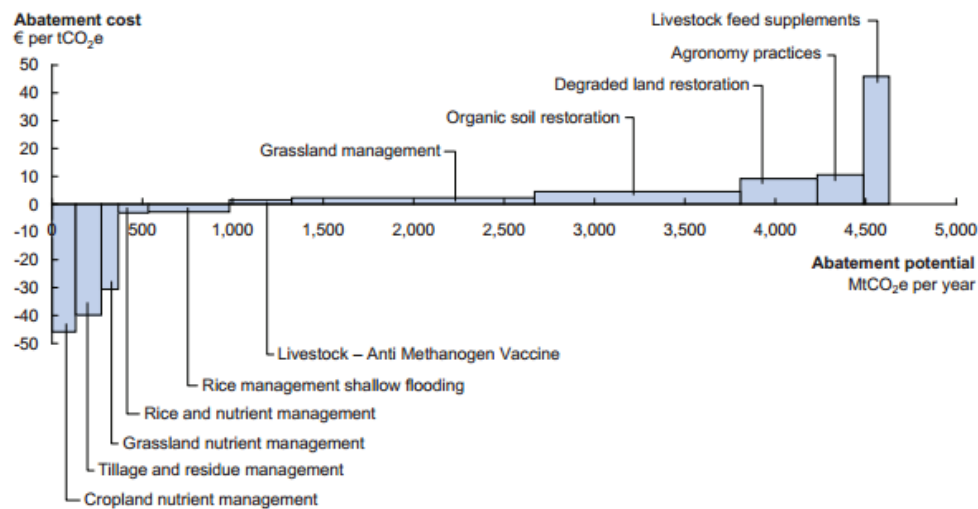 Abatement cost
€ per tCO₂e
Livestock feed supplements
Agronomy practices
Degraded land restoration
Organic soil restoration
Grassland management
50
40
30
20
10
0
-10
-20
-30
-40
-50
0 500 1,000 1,500 2,000 2,500 3,000 3,500 4,000 4,500 5,000
Abatement potential
MtCO₂e per year
Livestock – Anti Methanogen Vaccine
Rice management shallow flooding
Rice and nutrient management
Grassland nutrient management
Tillage and residue management
Cropland nutrient management